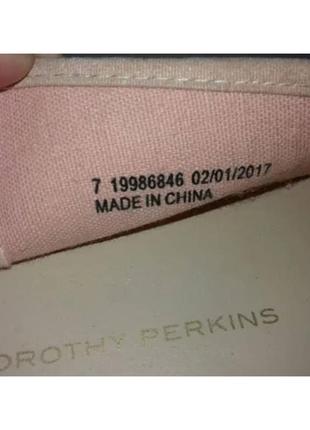 7 19986846 02/01/2017
MADE IN CHINA
OROTHY PERKINS